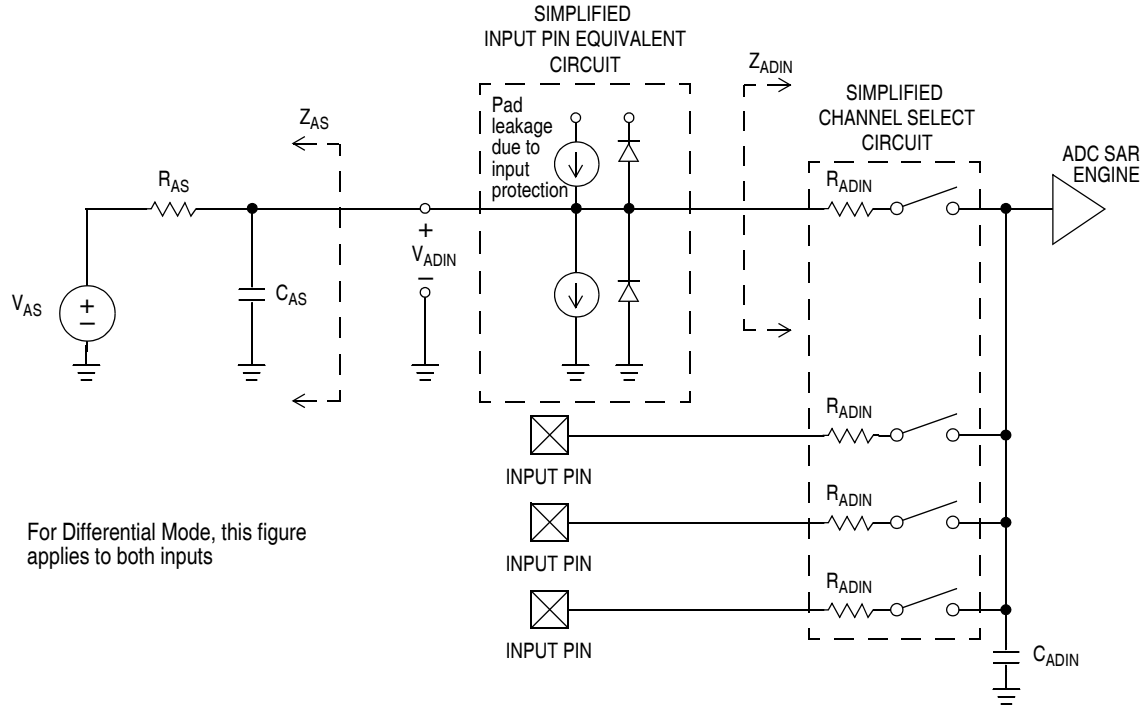 SIMPLIFIED
INPUT PIN EQUIVALENT
CIRCUIT
Pad
leakage
due to
input
protection
ZAS
ZADIN
SIMPLIFIED
CHANNEL SELECT
CIRCUIT
ADC SAR
ENGINE
RAS
RADIN
+
VADIN
–
VAS
+
–
CAS
RADIN
INPUT PIN
RADIN
INPUT PIN
RADIN
INPUT PIN
CADIN
For Differential Mode, this figure
applies to both inputs